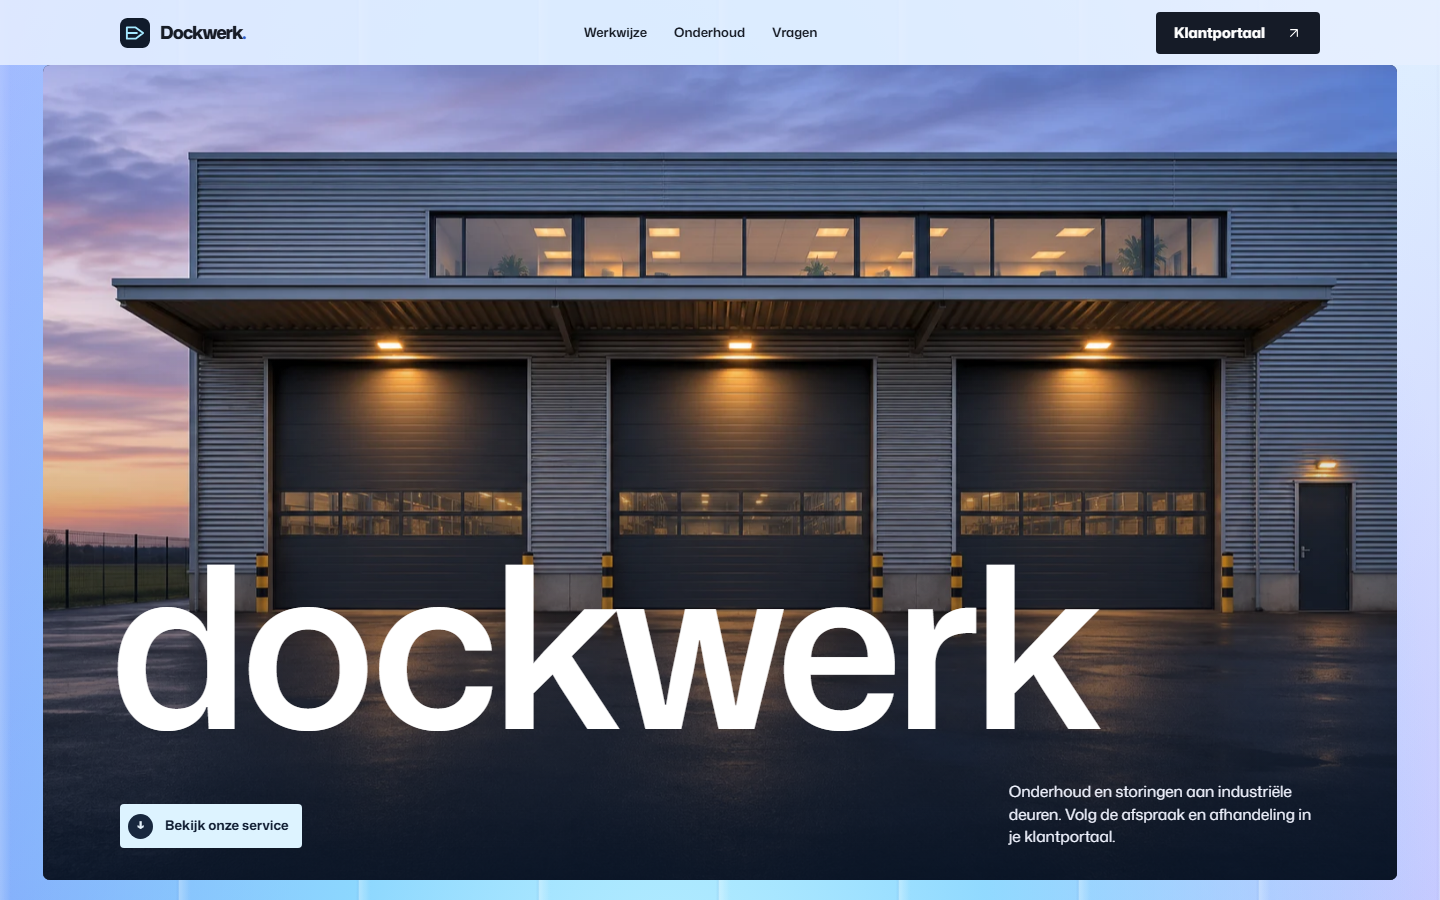 Dockwerk.
Werkwijze Onderhoud Vragen
Klantportaal
dockwerk
Bekijk onze service
Onderhoud en storingen aan industriële
deuren. Volg de afspraak en afhandeling in
je klantportaal.